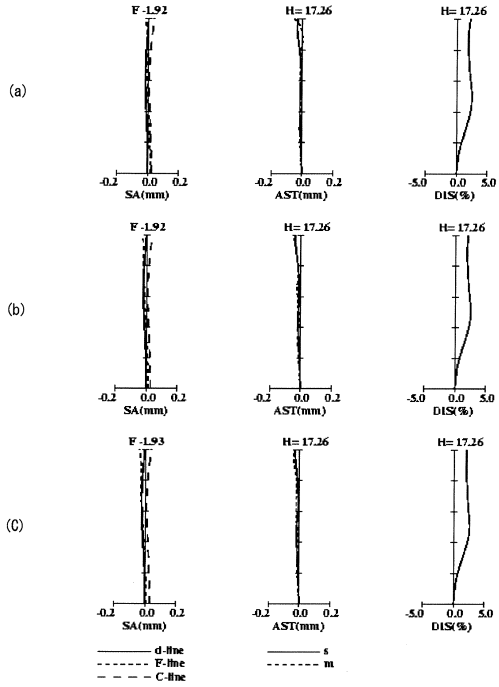 F -1.92 H= 17.26 H= 17.26
(a)
-0.2 0.0 0.2 -0.2 0.0 0.2 -5.0 0.0 5.0
SA(mm) AST(mm) DIS(%)
F -1.92 H= 17.26 H= 17.26
(b)
-0.2 0.0 0.2 -0.2 0.0 0.2 -5.0 0.0 5.0
SA(mm) AST(mm) DIS(%)
F -1.93 H= 17.26 H= 17.26
(C)
-0.2 0.0 0.2 -0.2 0.0 0.2 -5.0 0.0 5.0
SA(mm) AST(mm) DIS(%)
d-line s
F-line m
C-line